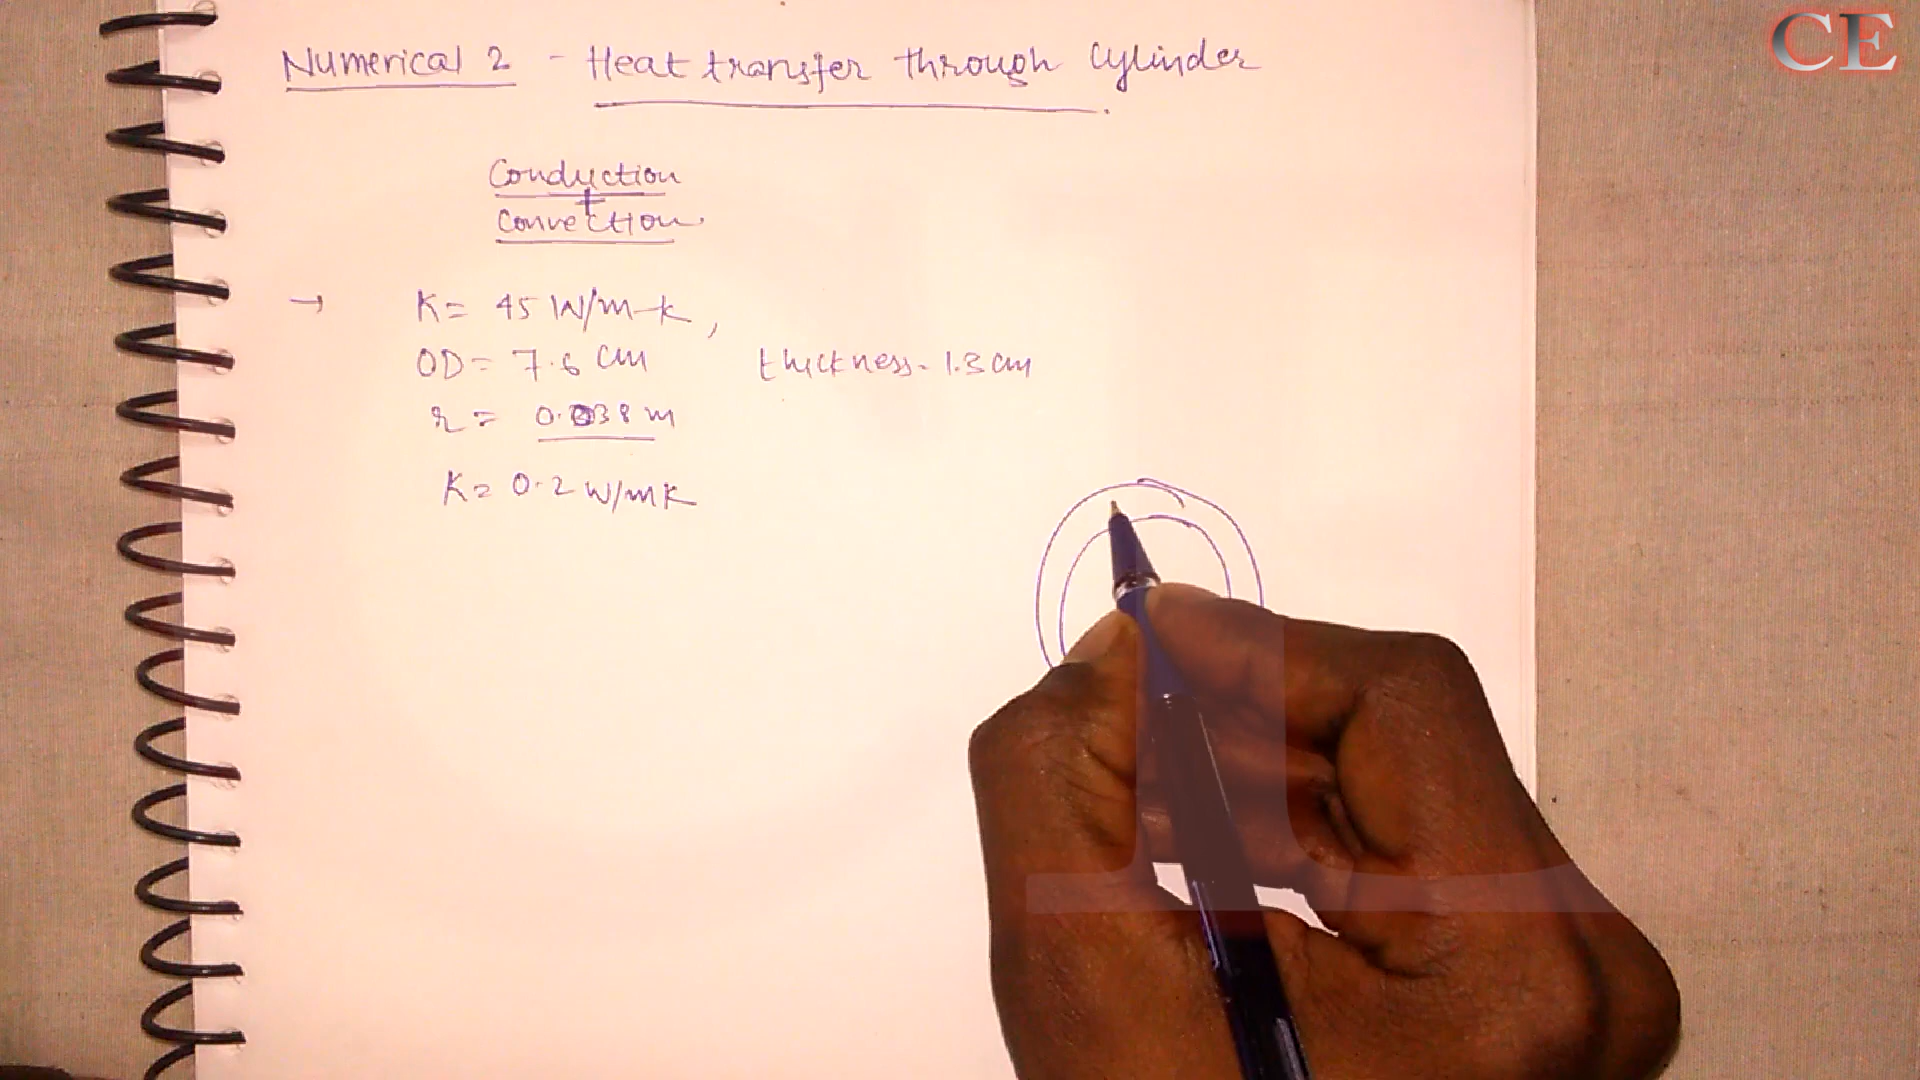 Numerical 2 - Heat transfer through Cylinder
Conduction
+
Convection
→ K = 45 W/m-k,
OD = 7.6 cm thickness - 1.3 cm
r = 0.038 m
K = 0.2 W/mK
CE